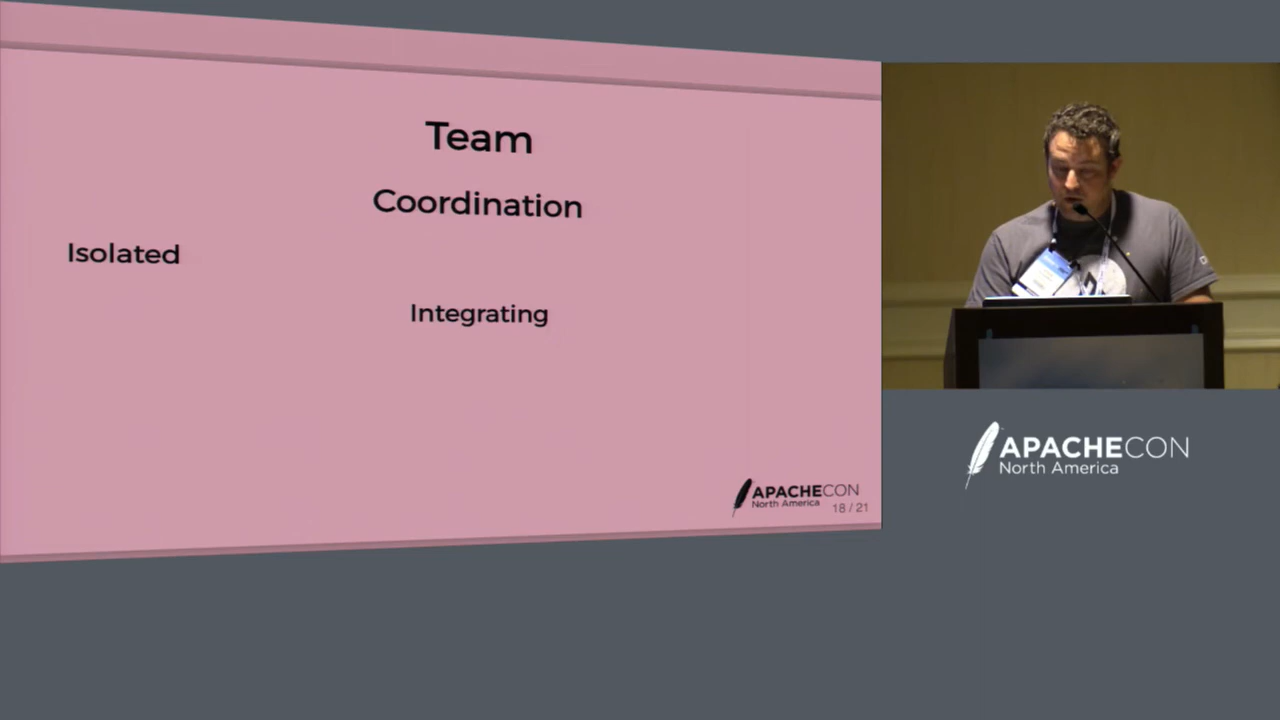 Team
Coordination
Isolated
Integrating
APACHECON
North America
18 / 21
APACHECON
North America